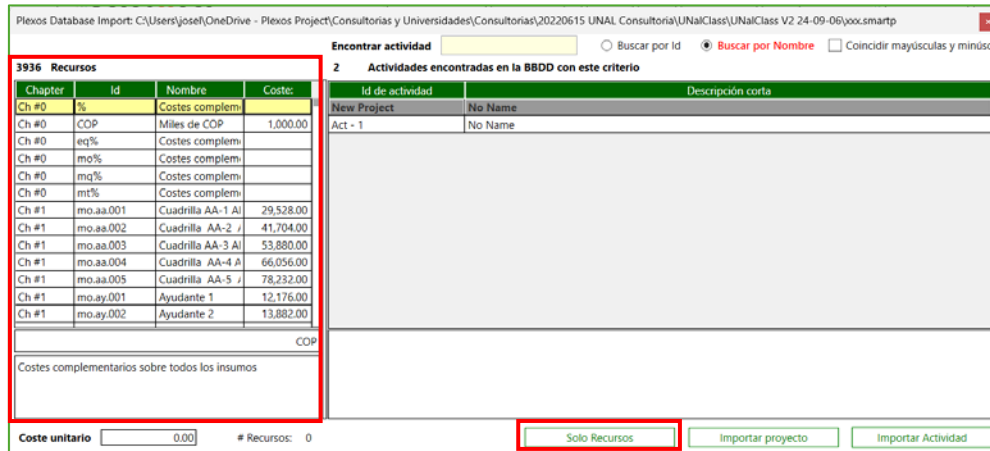 Plexos Database Import: C:\Users\josel\OneDrive - Plexos Project\Consultorias y Universidades\Consultorias\20220615 UNAL Consultoria\UNalClass\UNalClass V2 24-09-06\xxx.smartp
Encontrar actividad Buscar por Id Buscar por Nombre Coincidir mayúsculas y minúsc
3936 Recursos 2 Actividades encontradas en la BBDD con este criterio
Chapter Id Nombre Coste: Id de actividad Descripción corta
Ch #0 % Costes complem New Project No Name
Ch #0 COP Miles de COP 1,000.00 Act - 1 No Name
Ch #0 eq% Costes complem
Ch #0 mo% Costes complem
Ch #0 mq% Costes complem
Ch #0 mt% Costes complem
Ch #1 mo.aa.001 Cuadrilla AA-1 Al 29,528.00
Ch #1 mo.aa.002 Cuadrilla AA-2 41,704.00
Ch #1 mo.aa.003 Cuadrilla AA-3 Al 53,880.00
Ch #1 mo.aa.004 Cuadrilla AA-4 A 66,056.00
Ch #1 mo.aa.005 Cuadrilla AA-5 78,232.00
Ch #1 mo.ay.001 Ayudante 1 12,176.00
Ch #1 mo.ay.002 Ayudante 2 13,882.00
COP
Costes complementarios sobre todos los insumos
Coste unitario 0.00 # Recursos: 0 Solo Recursos Importar proyecto Importar Actividad